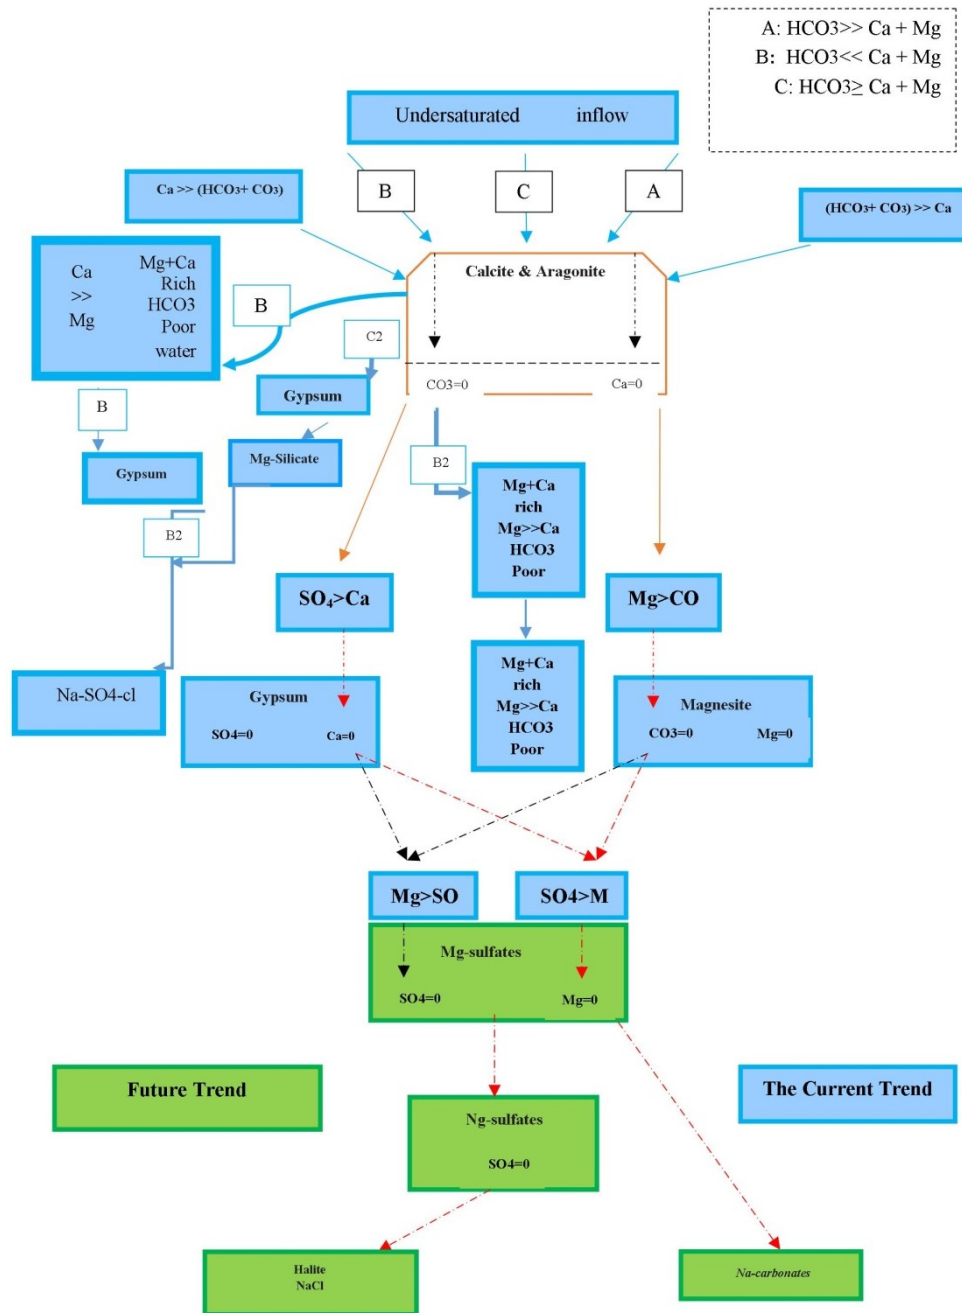 A: HCO3>> Ca + Mg
B: HCO3<< Ca + Mg
C: HCO3≥ Ca + Mg
Undersaturated inflow
B
C
A
Ca >> (HCO3+ CO3)
(HCO3+ CO3) >> Ca
Calcite & Aragonite
CO3=0
Ca=0
Ca
>>
Mg
Mg+Ca
Rich
HCO3
Poor
water
B
C2
Gypsum
B
Mg-Silicate
Gypsum
B2
B2
Mg+Ca
rich
Mg>>Ca
HCO3
Poor
SO4>Ca
Mg>CO
Mg+Ca
rich
Mg>>Ca
HCO3
Poor
Na-SO4-cl
Gypsum
SO4=0
Ca=0
Magnesite
CO3=0
Mg=0
Mg>SO
SO4>M
Mg-sulfates
SO4=0
Mg=0
Future Trend
The Current Trend
Ng-sulfates
SO4=0
Halite
NaCl
Na-carbonates